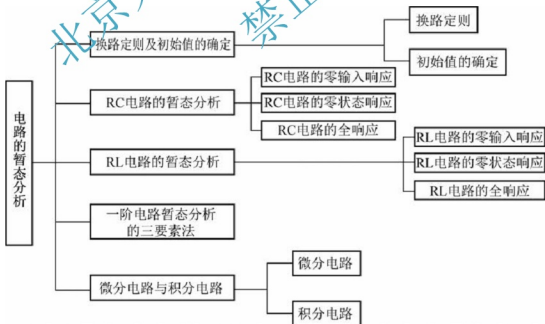 电路的暂态分析
换路定则及初始值的确定
换路定则
初始值的确定
RC电路的暂态分析
RC电路的零输入响应
RC电路的零状态响应
RC电路的全响应
RL电路的暂态分析
RL电路的零输入响应
RL电路的零状态响应
RL电路的全响应
一阶电路暂态分析
的三要素法
微分电路与积分电路
微分电路
积分电路
北京
禁止